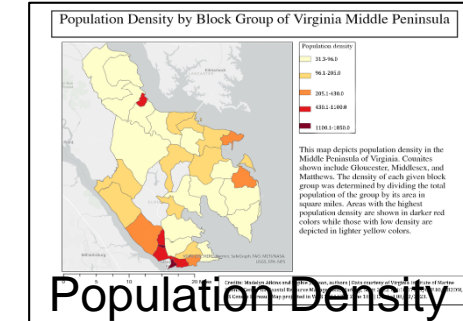 Population Density by Block Group of Virginia Middle Peninsula
Population density
31.3-96.0
96.1-205.0
205.1-430.0
430.1-1100.0
1100.1-1850.0
This map depicts population density in the
Middle Peninsula of Virginia. Counites
shown include Gloucester, Middlesex, and
Matthews. The density of each given block
group was determined by dividing the total
population of the group by its area in
square miles. Areas with the highest
population density are shown in darker red
colors while those with low density are
depicted in lighter yellow colors.
Population Density